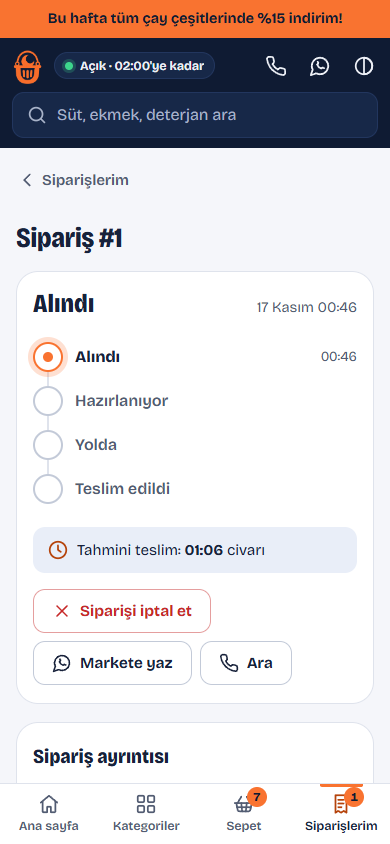 Bu hafta tüm çay çeşitlerinde %15 indirim!
Açık · 02:00'ye kadar
Süt, ekmek, deterjan ara
Siparişlerim
Sipariş #1
Alındı
17 Kasım 00:46
Alındı
00:46
Hazırlanıyor
Yolda
Teslim edildi
Tahmini teslim: 01:06 civarı
Siparişi iptal et
Markete yaz
Ara
Sipariş ayrıntısı
7
1
Ana sayfa
Kategoriler
Sepet
Siparişlerim